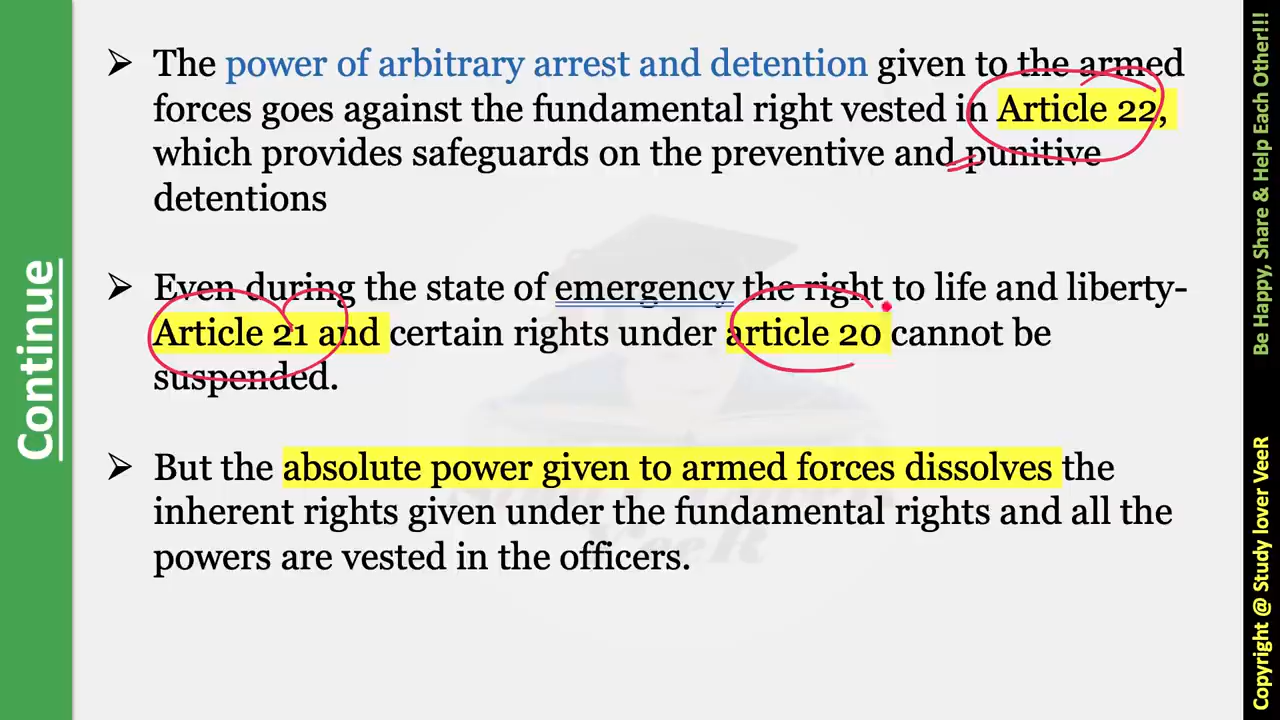 Continue
➢ The power of arbitrary arrest and detention given to the armed
forces goes against the fundamental right vested in Article 22,
which provides safeguards on the preventive and punitive
detentions
➢ Even during the state of emergency the right to life and liberty-
Article 21 and certain rights under article 20 cannot be
suspended.
➢ But the absolute power given to armed forces dissolves the
inherent rights given under the fundamental rights and all the
powers are vested in the officers.
VeeR
Copyright @ Study lover VeeR
Be Happy, Share & Help Each Other!!!